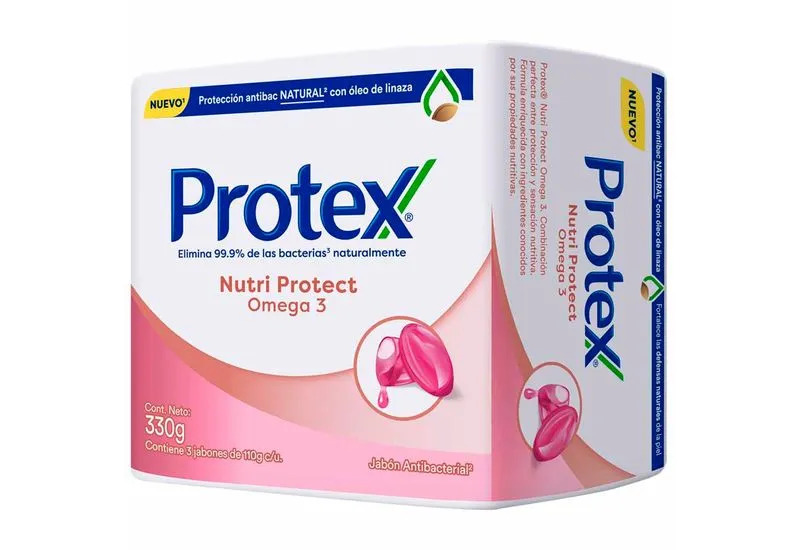 NUEVO¹
Protección antibac NATURAL² con óleo de linaza
Protex®
Elimina 99.9% de las bacterias³ naturalmente
Nutri Protect
Omega 3
Cont. Neto:
330g
Contiene 3 jabones de 110g c/u.
Jabón Antibacterial²
Protex® Nutri Protect Omega 3. Combinación
perfecta entre protección y sensación nutritiva.
Fórmula enriquecida con ingredientes conocidos
por sus propiedades nutritivas.
NUEVO¹
Protección antibac NATURAL² con óleo de linaza
Fortalece las defensas naturales de la piel
Protex®
Nutri Protect
Omega 3